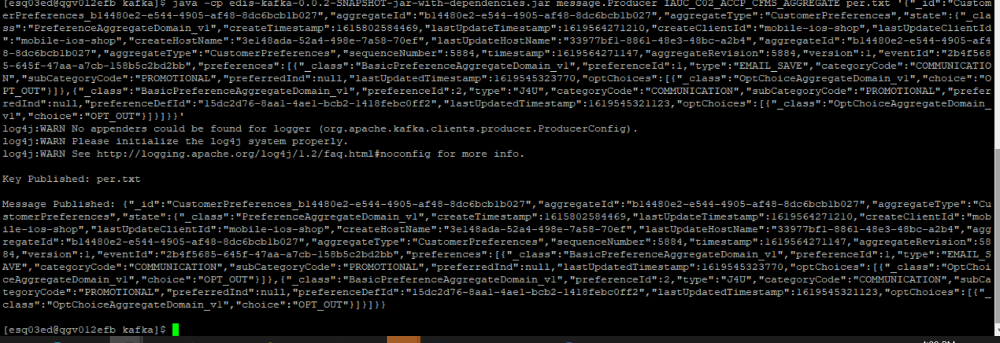 [esq03ed@qgv012efb kafka]$ java -cp edis-kafka-0.0.2-SNAPSHOT-jar-with-dependencies.jar message.Producer IAUC_C02_ACCP_CFMS_AGGREGATE per.txt '{"_id":"Custom
erPreferences_b14480e2-e544-4905-af48-8dc6bcb1b027","aggregateId":"b14480e2-e544-4905-af48-8dc6bcb1b027","aggregateType":"CustomerPreferences","state":{"_cla
ss":"PreferenceAggregateDomain_v1","createTimestamp":1615802584469,"lastUpdateTimestamp":1619564271210,"createClientId":"mobile-ios-shop","lastUpdateClientId
":"mobile-ios-shop","createHostName":"3e148ada-52a4-498e-7a58-70ef","lastUpdateHostName":"33977bf1-8861-48e3-48bc-a2b4","aggregateId":"b14480e2-e544-4905-af4
8-8dc6bcb1b027","aggregateType":"CustomerPreferences","sequenceNumber":5884,"timestamp":1619564271147,"aggregateRevision":5884,"version":1,"eventId":"2b4f568
5-645f-47aa-a7cb-158b5c2bd2bb","preferences":[{"_class":"BasicPreferenceAggregateDomain_v1","preferenceId":1,"type":"EMAIL_SAVE","categoryCode":"COMMUNICATIO
N","subCategoryCode":"PROMOTIONAL","preferredInd":null,"lastUpdatedTimestamp":1619545323770,"optChoices":[{"_class":"OptChoiceAggregateDomain_v1","choice":"O
PT_OUT"}]},{"_class":"BasicPreferenceAggregateDomain_v1","preferenceId":2,"type":"J4U","categoryCode":"COMMUNICATION","subCategoryCode":"PROMOTIONAL","prefer
redInd":null,"preferenceDefId":"15dc2d76-8aa1-4ae1-bcb2-1418febc0ff2","lastUpdatedTimestamp":1619545321123,"optChoices":[{"_class":"OptChoiceAggregateDomain_
v1","choice":"OPT_OUT"}]}]}}'
log4j:WARN No appenders could be found for logger (org.apache.kafka.clients.producer.ProducerConfig).
log4j:WARN Please initialize the log4j system properly.
log4j:WARN See http://logging.apache.org/log4j/1.2/faq.html#noconfig for more info.
Key Published: per.txt
Message Published: {"_id":"CustomerPreferences_b14480e2-e544-4905-af48-8dc6bcb1b027","aggregateId":"b14480e2-e544-4905-af48-8dc6bcb1b027","aggregateType":"Cu
stomerPreferences","state":{"_class":"PreferenceAggregateDomain_v1","createTimestamp":1615802584469,"lastUpdateTimestamp":1619564271210,"createClientId":"mob
ile-ios-shop","lastUpdateClientId":"mobile-ios-shop","createHostName":"3e148ada-52a4-498e-7a58-70ef","lastUpdateHostName":"33977bf1-8861-48e3-48bc-a2b4","agg
regateId":"b14480e2-e544-4905-af48-8dc6bcb1b027","aggregateType":"CustomerPreferences","sequenceNumber":5884,"timestamp":1619564271147,"aggregateRevision":58
84,"version":1,"eventId":"2b4f5685-645f-47aa-a7cb-158b5c2bd2bb","preferences":[{"_class":"BasicPreferenceAggregateDomain_v1","preferenceId":1,"type":"EMAIL_S
AVE","categoryCode":"COMMUNICATION","subCategoryCode":"PROMOTIONAL","preferredInd":null,"lastUpdatedTimestamp":1619545323770,"optChoices":[{"_class":"OptChoi
ceAggregateDomain_v1","choice":"OPT_OUT"}]},{"_class":"BasicPreferenceAggregateDomain_v1","preferenceId":2,"type":"J4U","categoryCode":"COMMUNICATION","subCa
tegoryCode":"PROMOTIONAL","preferredInd":null,"preferenceDefId":"15dc2d76-8aa1-4ae1-bcb2-1418febc0ff2","lastUpdatedTimestamp":1619545321123,"optChoices":[{"_
class":"OptChoiceAggregateDomain_v1","choice":"OPT_OUT"}]}]}}
[esq03ed@qgv012efb kafka]$